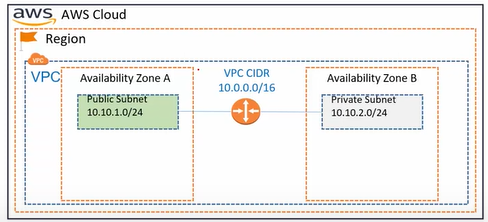 aws AWS Cloud
Region
VPC
VPC
Availability Zone A
Public Subnet
10.10.1.0/24
VPC CIDR
10.0.0.0/16
Availability Zone B
Private Subnet
10.10.2.0/24